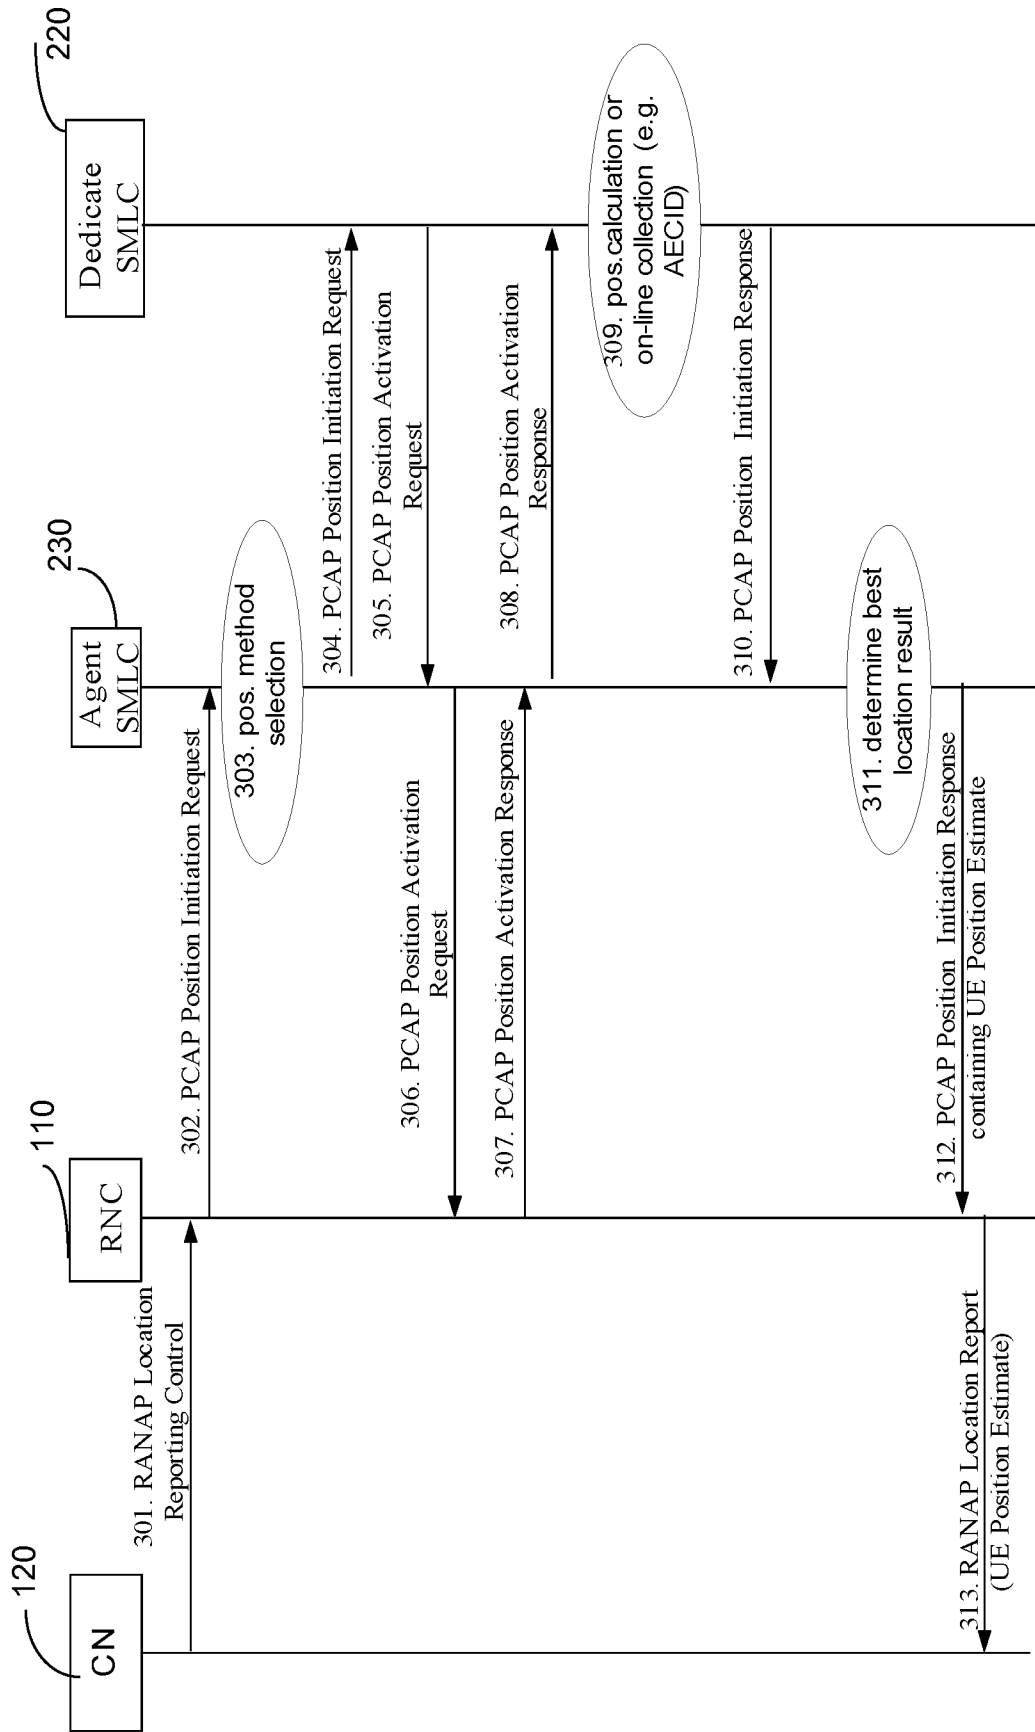 120
CN
110
RNC
230
Agent
SMLC
220
Dedicate
SMLC
301. RANAP Location
Reporting Control
302. PCAP Position Initiation Request
303. pos. method
selection
304. PCAP Position Initiation Request
305. PCAP Position Activation
Request
306. PCAP Position Activation
Request
307. PCAP Position Activation Response
308. PCAP Position Activation
Response
309. pos.calculation or
on-line collection (e.g.
AECID)
310. PCAP Position Initiation Response
311. determine best
location result
312. PCAP Position Initiation Response
containing UE Position Estimate
313. RANAP Location Report
(UE Position Estimate)